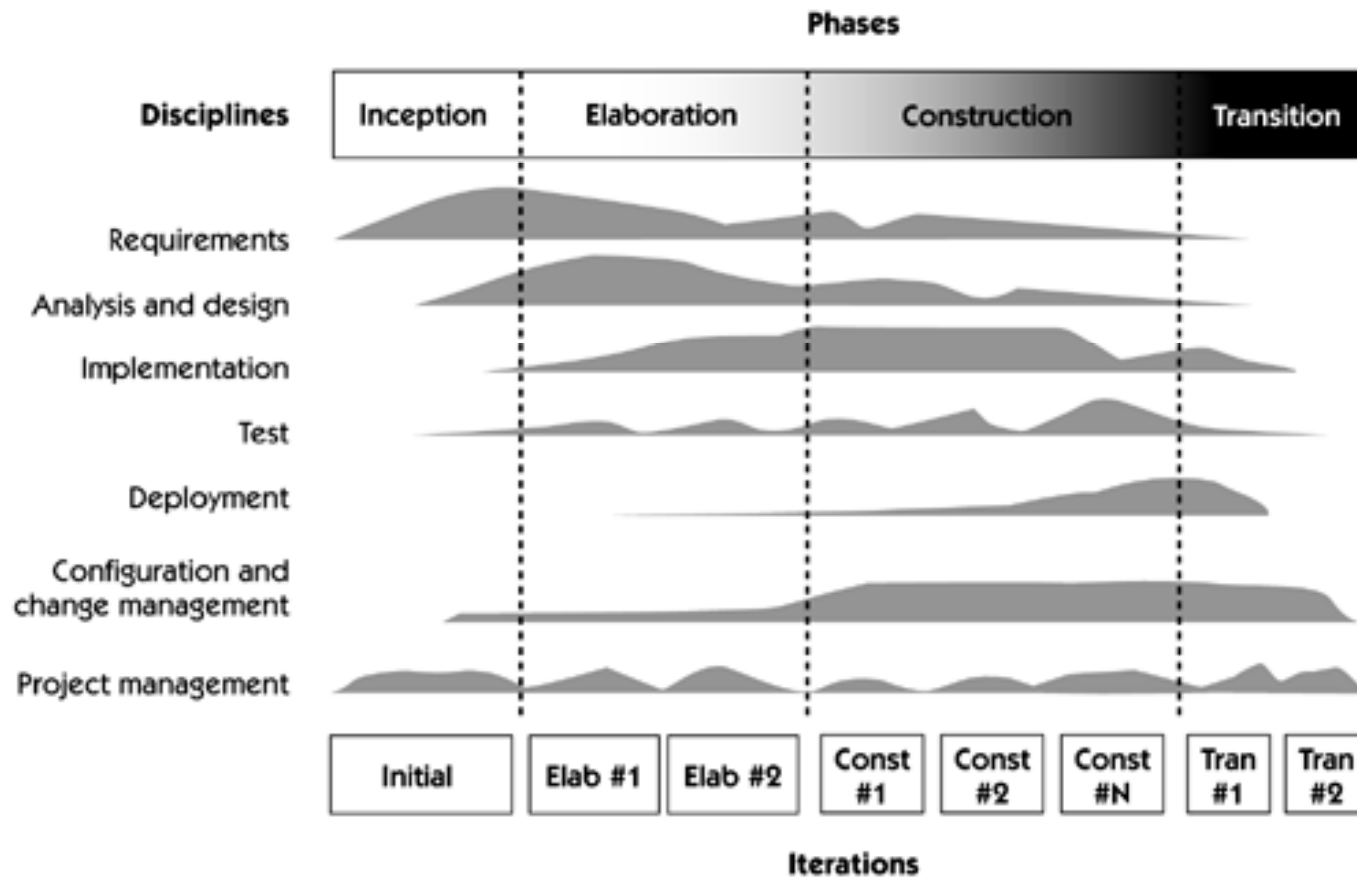 Phases
Disciplines
Inception
Elaboration
Construction
Transition
Requirements
Analysis and design
Implementation
Test
Deployment
Configuration and
change management
Project management
Initial
Elab #1
Elab #2
Const
#1
Const
#2
Const
#N
Tran
#1
Tran
#2
Iterations